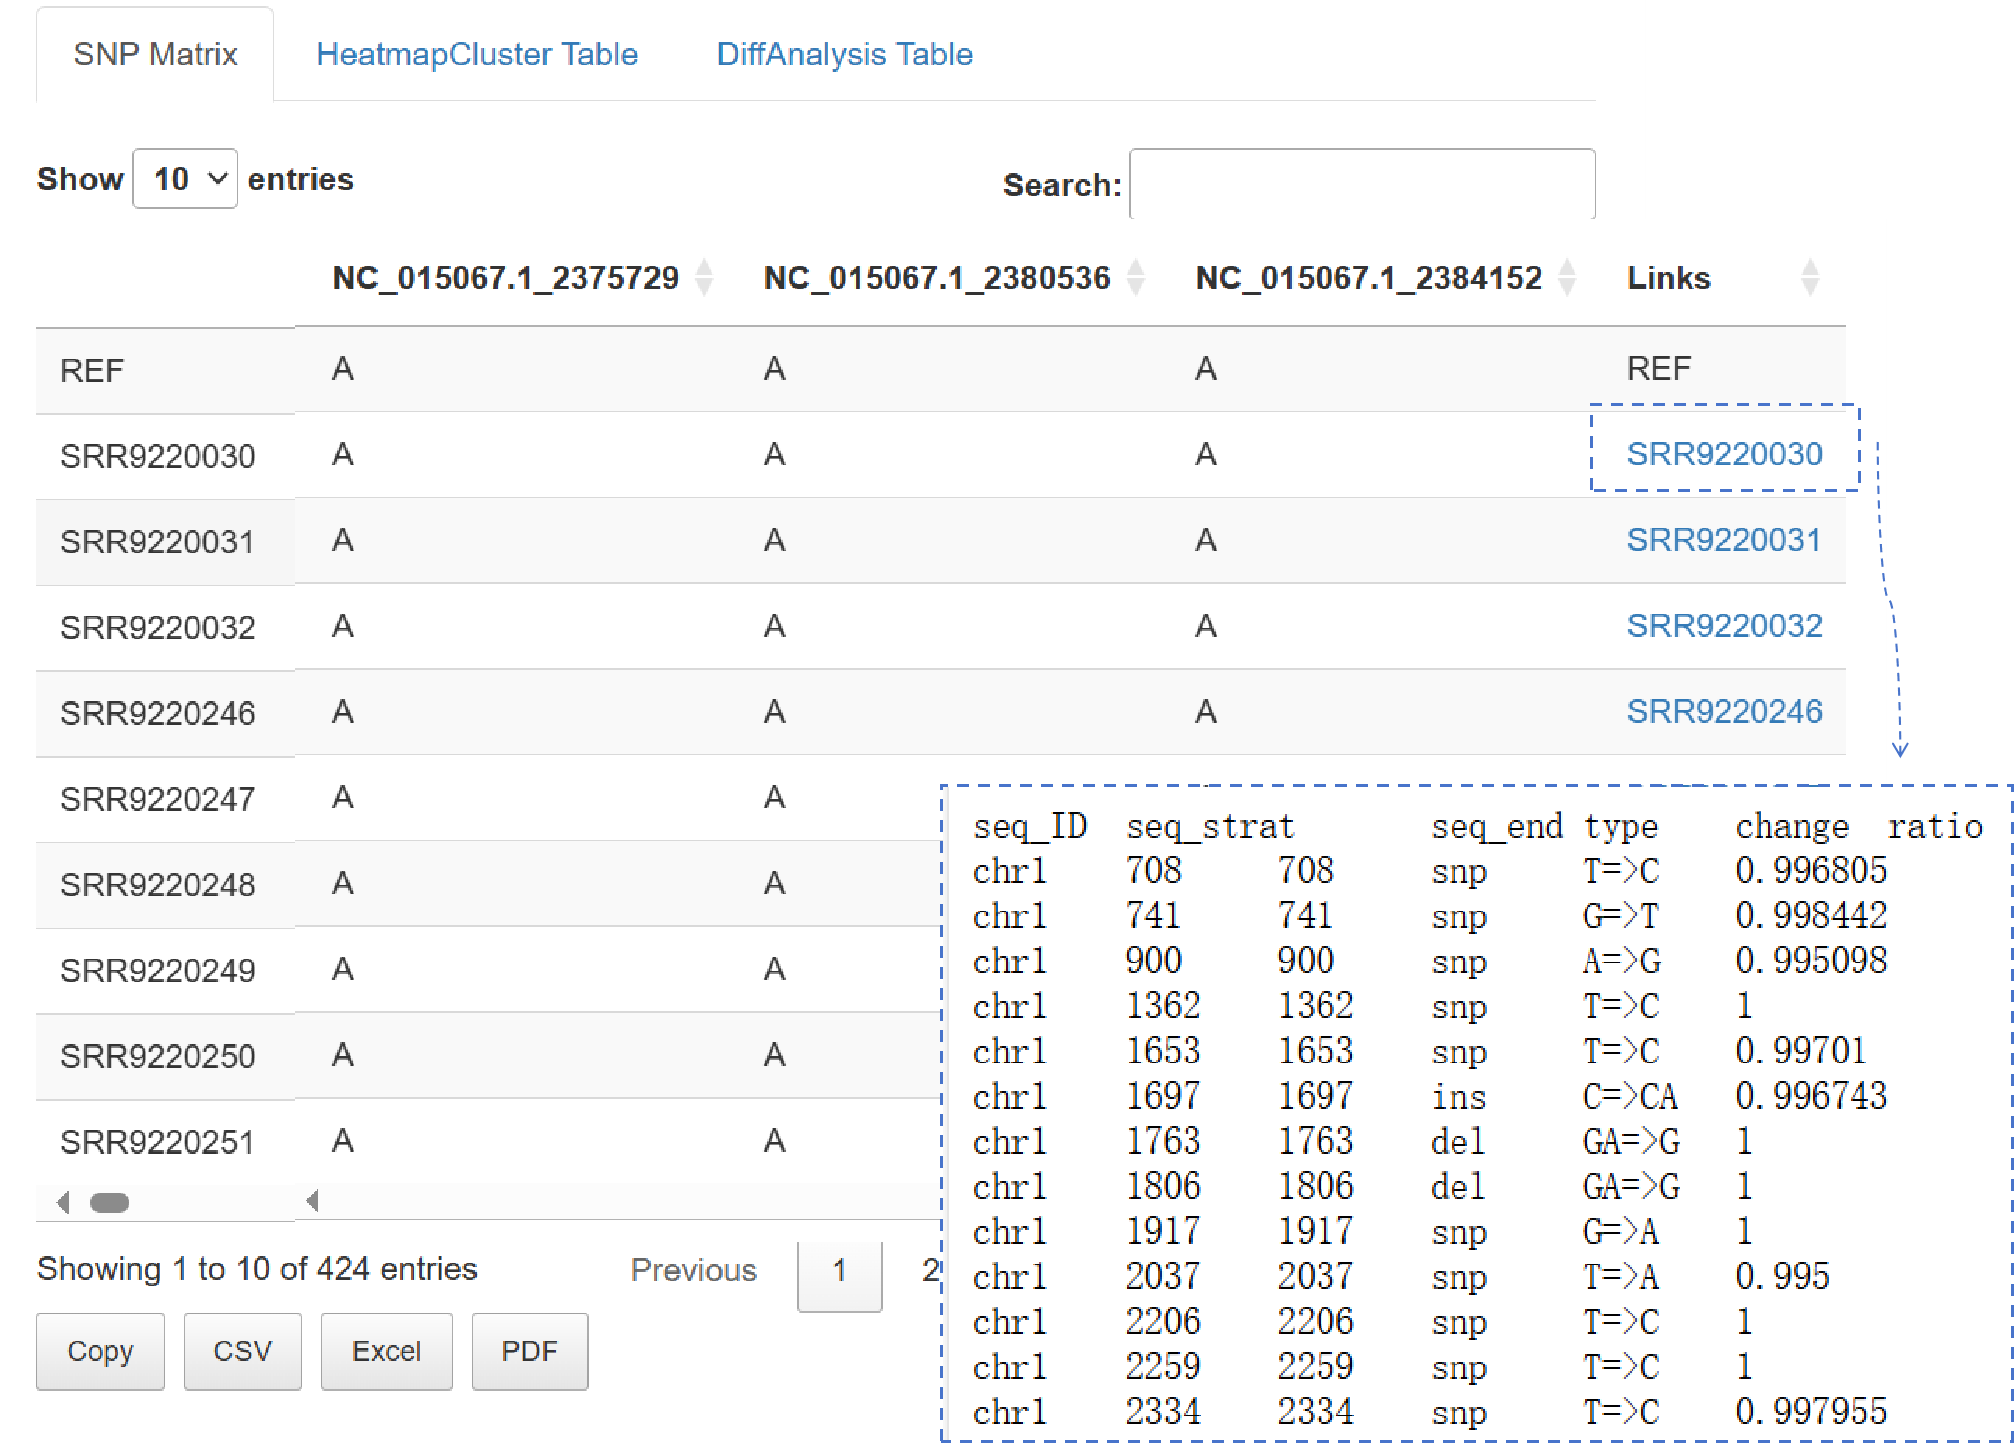 SNP Matrix HeatmapCluster Table DiffAnalysis Table
Show 10 entries Search:
NC_015067.1_2375729 NC_015067.1_2380536 NC_015067.1_2384152 Links
REF A A A REF
SRR9220030 A A A SRR9220030
SRR9220031 A A A SRR9220031
SRR9220032 A A A SRR9220032
SRR9220246 A A A SRR9220246
SRR9220247 A A
SRR9220248 A A
SRR9220249 A A
SRR9220250 A A
SRR9220251 A A
Showing 1 to 10 of 424 entries Previous 1 2
Copy CSV Excel PDF
seq_ID seq_strat seq_end type change ratio
chr1 708 708 snp T=>C 0.996805
chr1 741 741 snp G=>T 0.998442
chr1 900 900 snp A=>G 0.995098
chr1 1362 1362 snp T=>C 1
chr1 1653 1653 snp T=>C 0.99701
chr1 1697 1697 ins C=>CA 0.996743
chr1 1763 1763 del GA=>G 1
chr1 1806 1806 del GA=>G 1
chr1 1917 1917 snp G=>A 1
chr1 2037 2037 snp T=>A 0.995
chr1 2206 2206 snp T=>C 1
chr1 2259 2259 snp T=>C 1
chr1 2334 2334 snp T=>C 0.997955